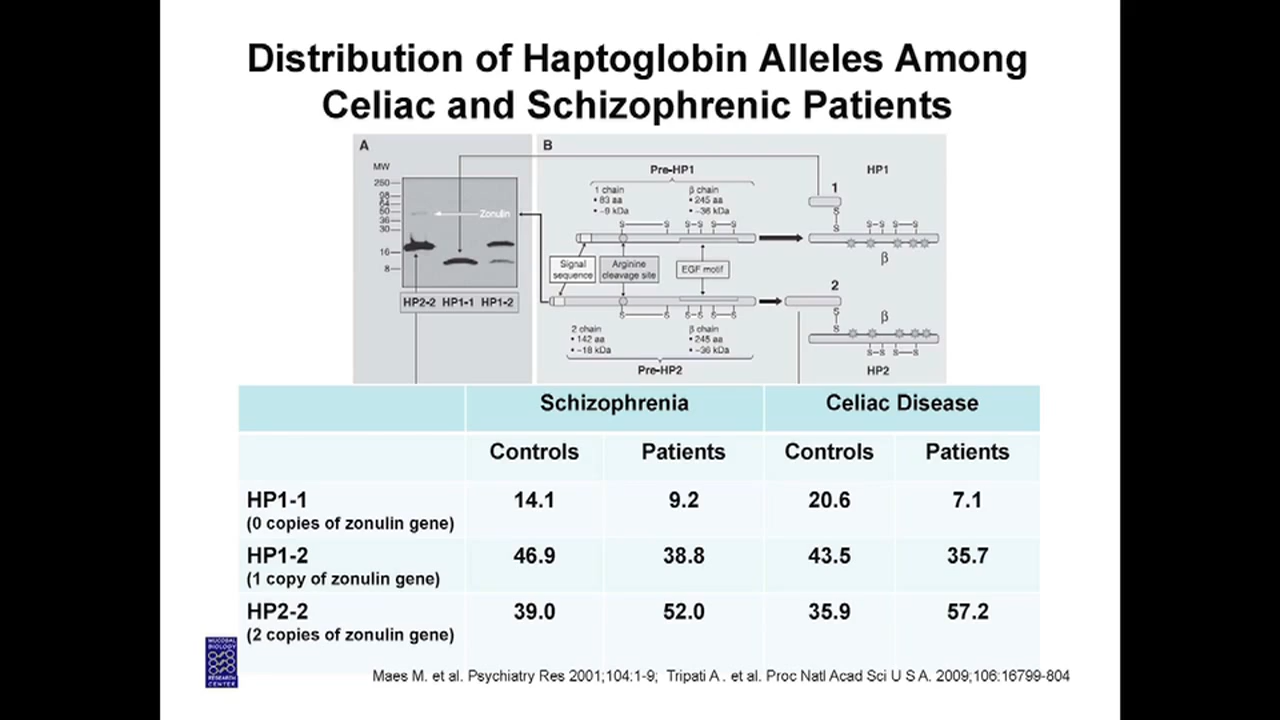 Distribution of Haptoglobin Alleles Among
Celiac and Schizophrenic Patients
A
B
MW
250
98
64
50
36
30
16
8
Zonulin
HP2-2 HP1-1 HP1-2
Pre-HP1
HP1
1 chain
• 83 aa
• ~9 kDa
β chain
• 245 aa
• ~36 kDa
1
S
S
S S
S-S S S
S-S S S
β
Signal
sequence
Arginine
cleavage site
EGF motif
2
S S
S-S S S
S
S
β
2 chain
• 142 aa
• ~18 kDa
β chain
• 245 aa
• ~36 kDa
S-S S S
Pre-HP2
HP2
Schizophrenia Celiac Disease
Controls Patients Controls Patients
HP1-1 14.1 9.2 20.6 7.1
(0 copies of zonulin gene)
HP1-2 46.9 38.8 43.5 35.7
(1 copy of zonulin gene)
HP2-2 39.0 52.0 35.9 57.2
(2 copies of zonulin gene)
MUCOSAL
BIOLOGY
RESEARCH
CENTER
Maes M. et al. Psychiatry Res 2001;104:1-9; Tripati A . et al. Proc Natl Acad Sci U S A. 2009;106:16799-804